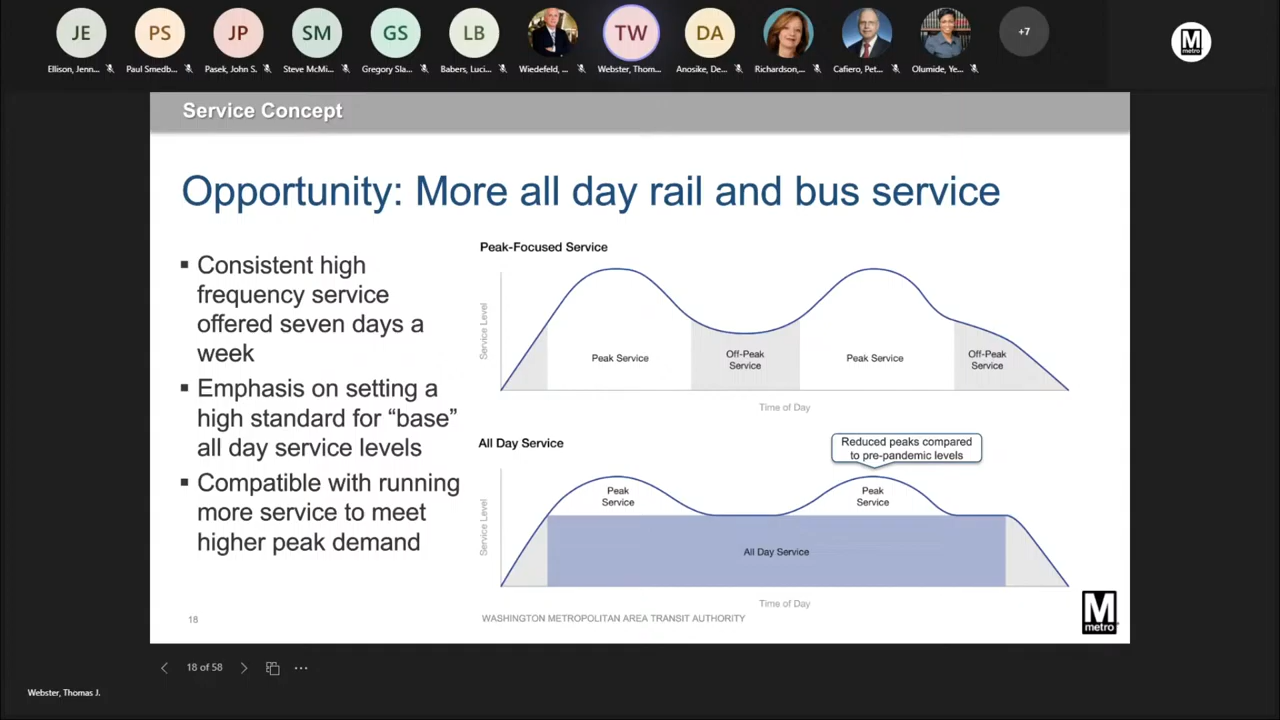 JE
PS
JP
SM
GS
LB
TW
DA
+7
M
metro
Ellison, Jenn...
Paul Smedb...
Pasek, John S.
Steve McMi...
Gregory Sla...
Babers, Luci...
Wiedefeld, ...
Webster, Thom...
Anosike, De...
Richardson,...
Cafiero, Pet...
Olumide, Ye...
Service Concept
Opportunity: More all day rail and bus service
▪ Consistent high
frequency service
offered seven days a
week
▪ Emphasis on setting a
high standard for “base”
all day service levels
▪ Compatible with running
more service to meet
higher peak demand
Peak-Focused Service
Service Level
Peak Service
Off-Peak
Service
Peak Service
Off-Peak
Service
Time of Day
All Day Service
Reduced peaks compared
to pre-pandemic levels
Service Level
Peak
Service
Peak
Service
All Day Service
Time of Day
18
WASHINGTON METROPOLITAN AREA TRANSIT AUTHORITY
M
metro
18 of 58
Webster, Thomas J.